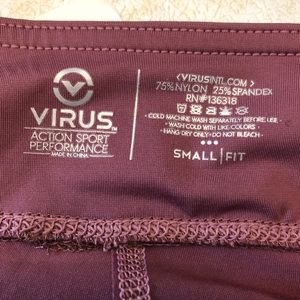 VIRUS™
ACTION SPORT
PERFORMANCE
MADE IN CHINA
<VIRUSINTL.COM>
75% NYLON 25% SPANDEX
RN#136318
• COLD MACHINE WASH SEPARATELY BEFORE USE
• WASH COLD WITH LIKE COLORS •
• HANG DRY ONLY • DO NOT BLEACH •
SMALL | FIT